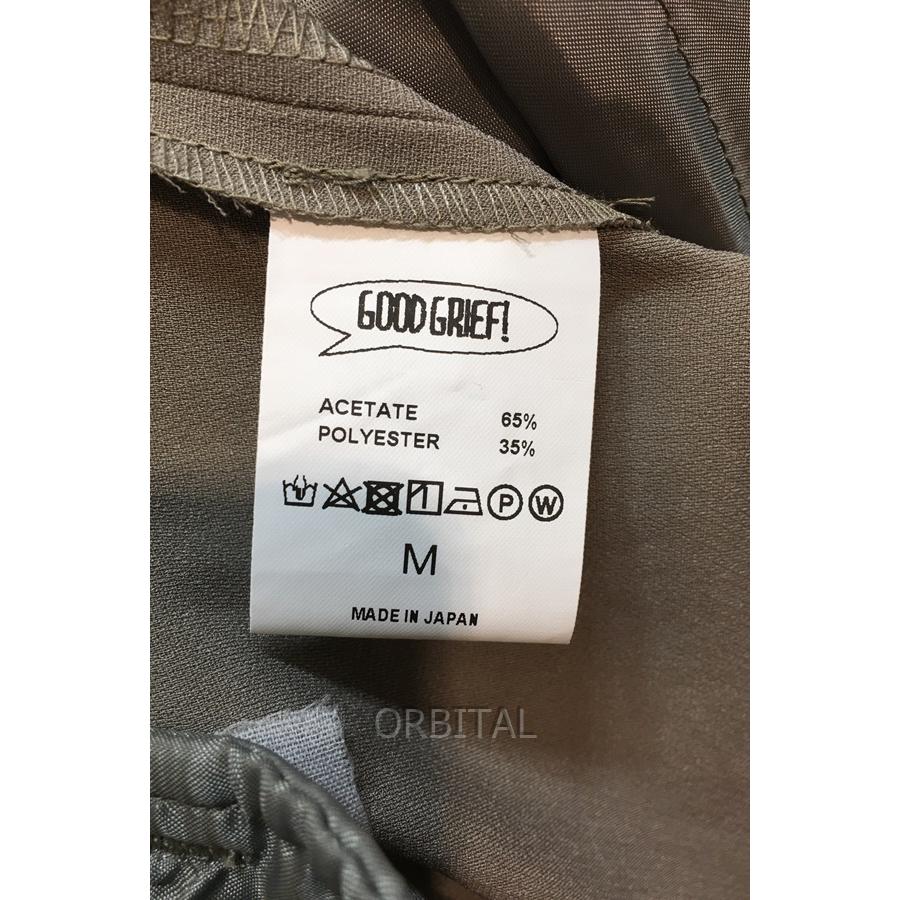 GOOD GRIEF!
ACETATE 65%
POLYESTER 35%
P W
M
MADE IN JAPAN
ORBITAL